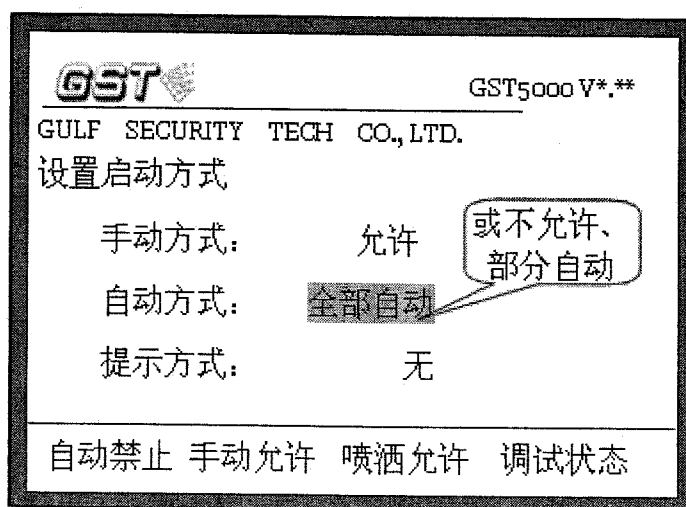 GST
GST5000 V*.**
GULF SECURITY TECH CO., LTD.
设置启动方式
手动方式: 允许
或不允许、
部分自动
自动方式: 全部自动
提示方式: 无
自动禁止 手动允许 喷洒允许 调试状态